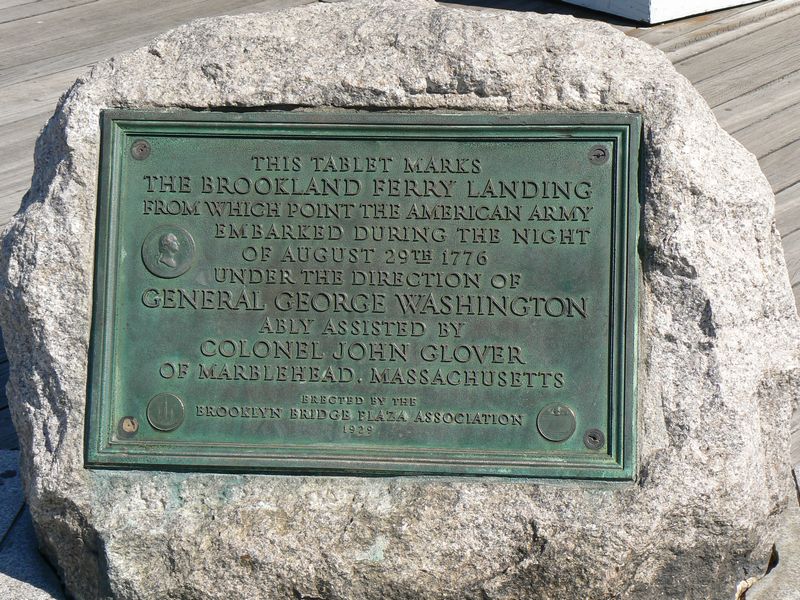 THIS TABLET MARKS
THE BROOKLAND FERRY LANDING
FROM WHICH POINT THE AMERICAN ARMY
EMBARKED DURING THE NIGHT
OF AUGUST 29TH 1776
UNDER THE DIRECTION OF
GENERAL GEORGE WASHINGTON
ABLY ASSISTED BY
COLONEL JOHN GLOVER
OF MARBLEHEAD, MASSACHUSETTS
ERECTED BY THE
BROOKLYN BRIDGE PLAZA ASSOCIATION
1929